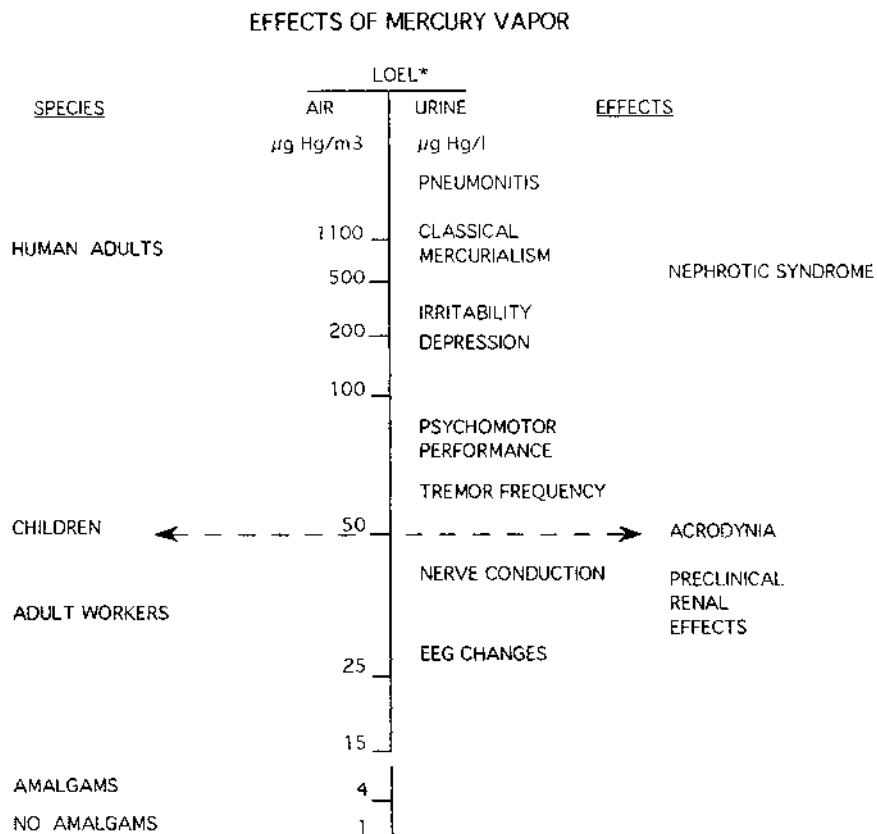 EFFECTS OF MERCURY VAPOR
LOEL*
SPECIES AIR URINE EFFECTS
µg Hg/m3 µg Hg/l
PNEUMONITIS
1100 CLASSICAL
HUMAN ADULTS MERCURIALISM
500 NEPHROTIC SYNDROME
IRRITABILITY
200 DEPRESSION
100
PSYCHOMOTOR
PERFORMANCE
TREMOR FREQUENCY
CHILDREN 50 ACRODYNIA
NERVE CONDUCTION PRECLINICAL
ADULT WORKERS RENAL
EFFECTS
EEG CHANGES
25
15
AMALGAMS 4
NO AMALGAMS 1